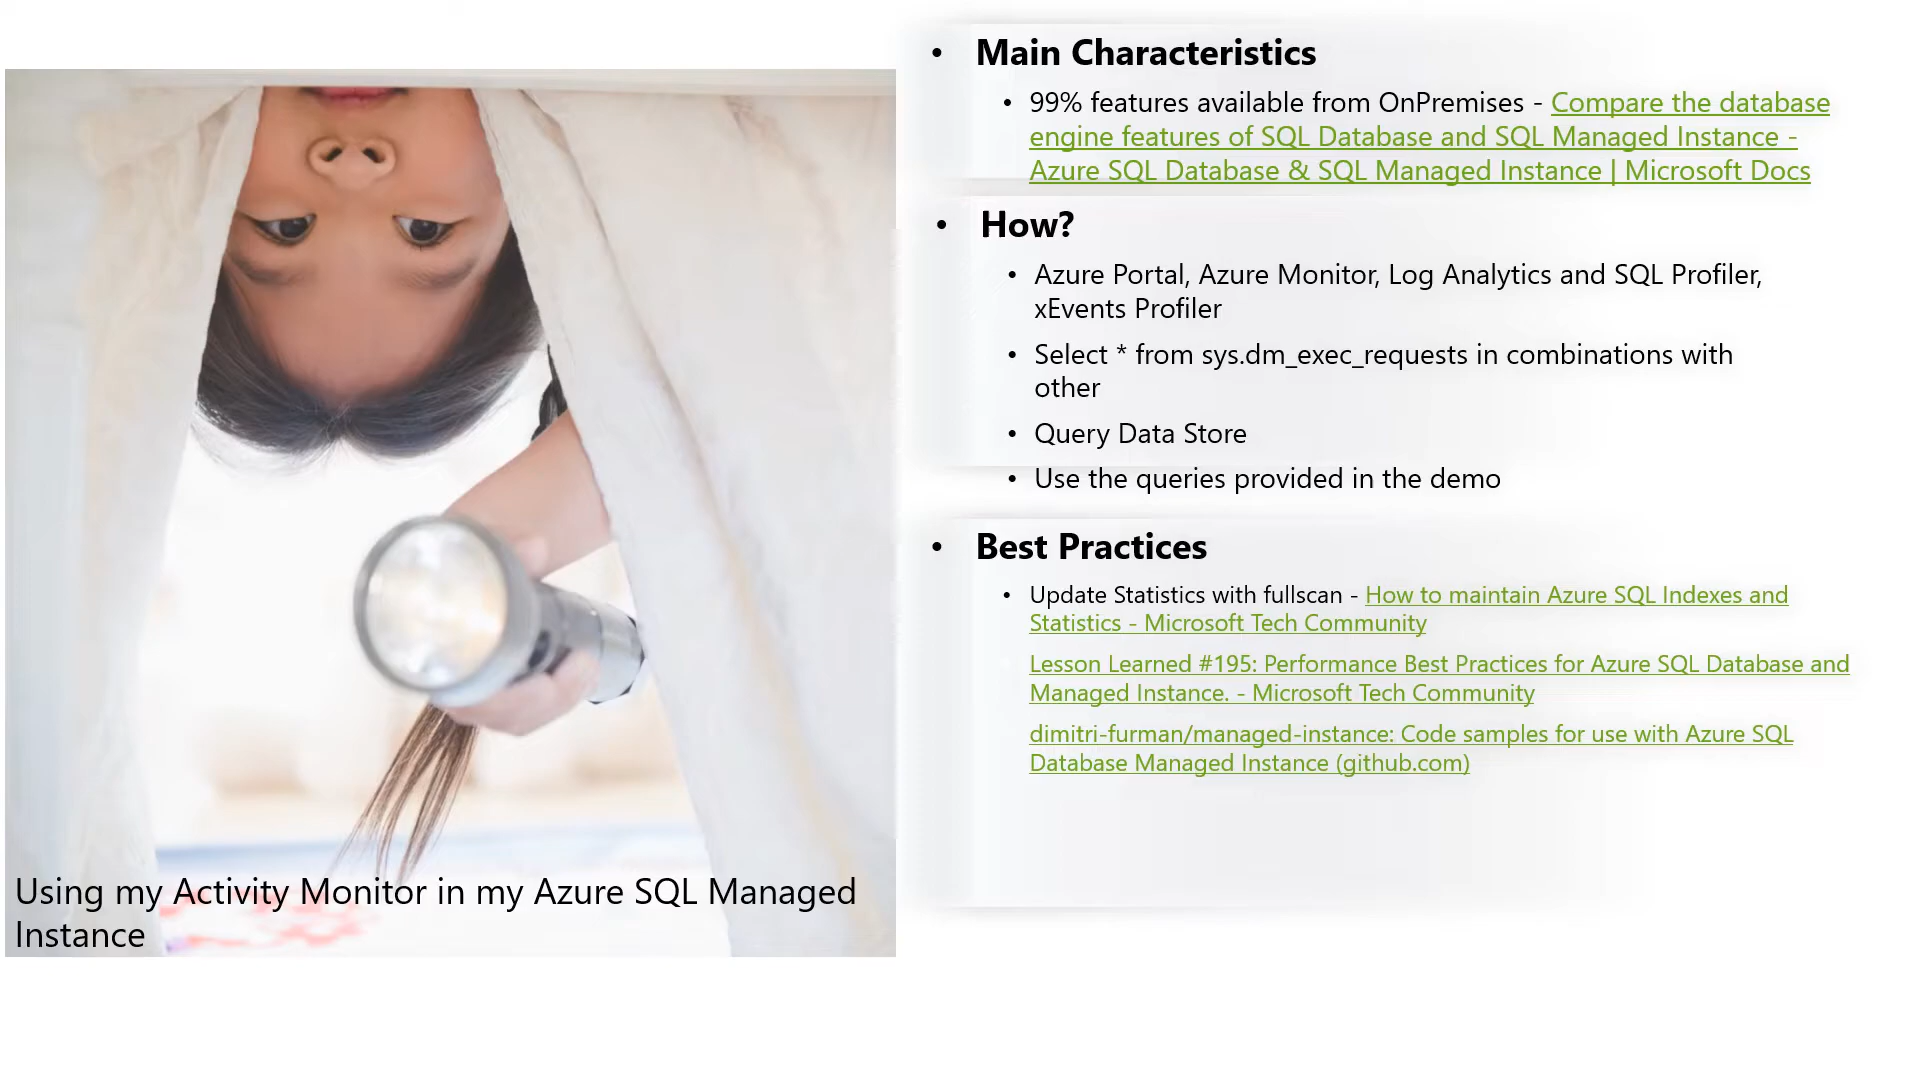 Main Characteristics
99% features available from OnPremises - Compare the database
engine features of SQL Database and SQL Managed Instance -
Azure SQL Database & SQL Managed Instance | Microsoft Docs
How?
Azure Portal, Azure Monitor, Log Analytics and SQL Profiler,
xEvents Profiler
Select * from sys.dm_exec_requests in combinations with
other
Query Data Store
Use the queries provided in the demo
Best Practices
Update Statistics with fullscan - How to maintain Azure SQL Indexes and
Statistics - Microsoft Tech Community
Lesson Learned #195: Performance Best Practices for Azure SQL Database and
Managed Instance. - Microsoft Tech Community
dimitri-furman/managed-instance: Code samples for use with Azure SQL
Database Managed Instance (github.com)
Using my Activity Monitor in my Azure SQL Managed
Instance